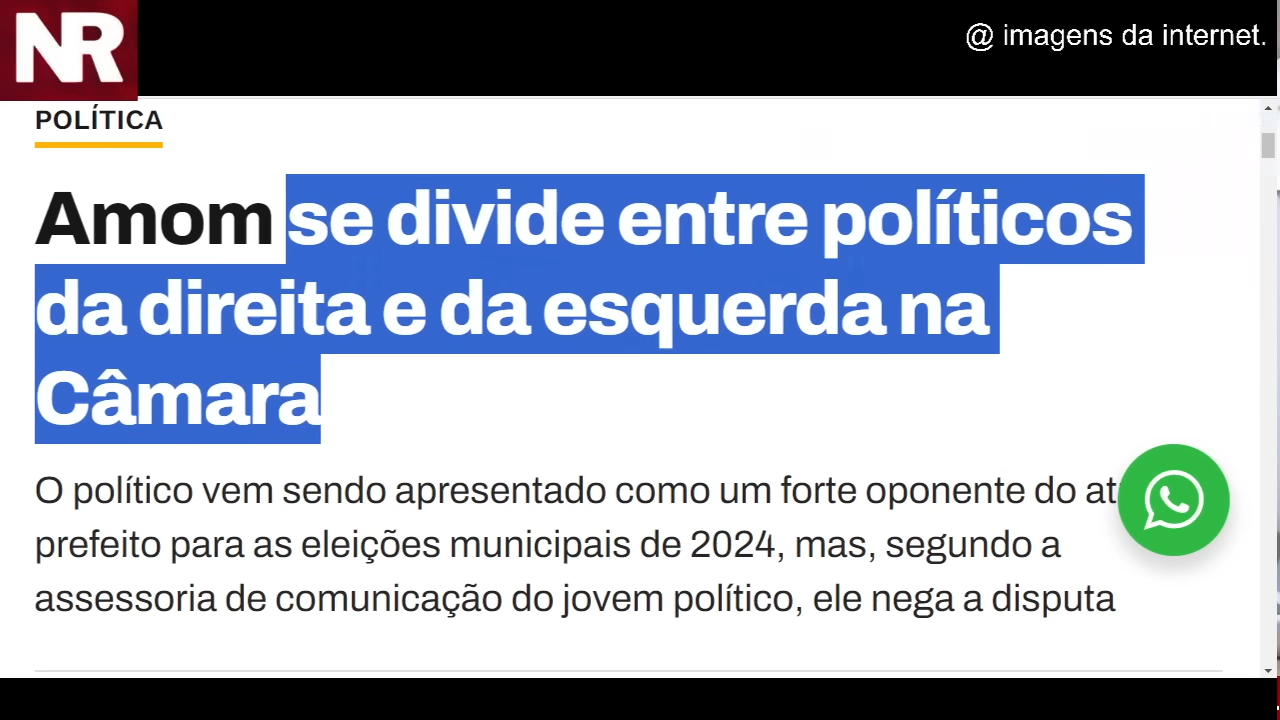 NR
@ imagens da internet.
POLÍTICA
Amom se divide entre políticos
da direita e da esquerda na
Câmara
O político vem sendo apresentado como um forte oponente do
prefeito para as eleições municipais de 2024, mas, segundo a
assessoria de comunicação do jovem político, ele nega a disputa